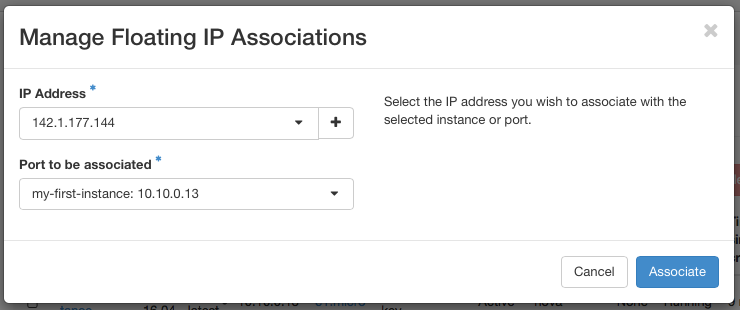 Manage Floating IP Associations
×
IP Address *
142.1.177.144
+
Select the IP address you wish to associate with the
selected instance or port.
Port to be associated *
my-first-instance: 10.10.0.13
Cancel
Associate